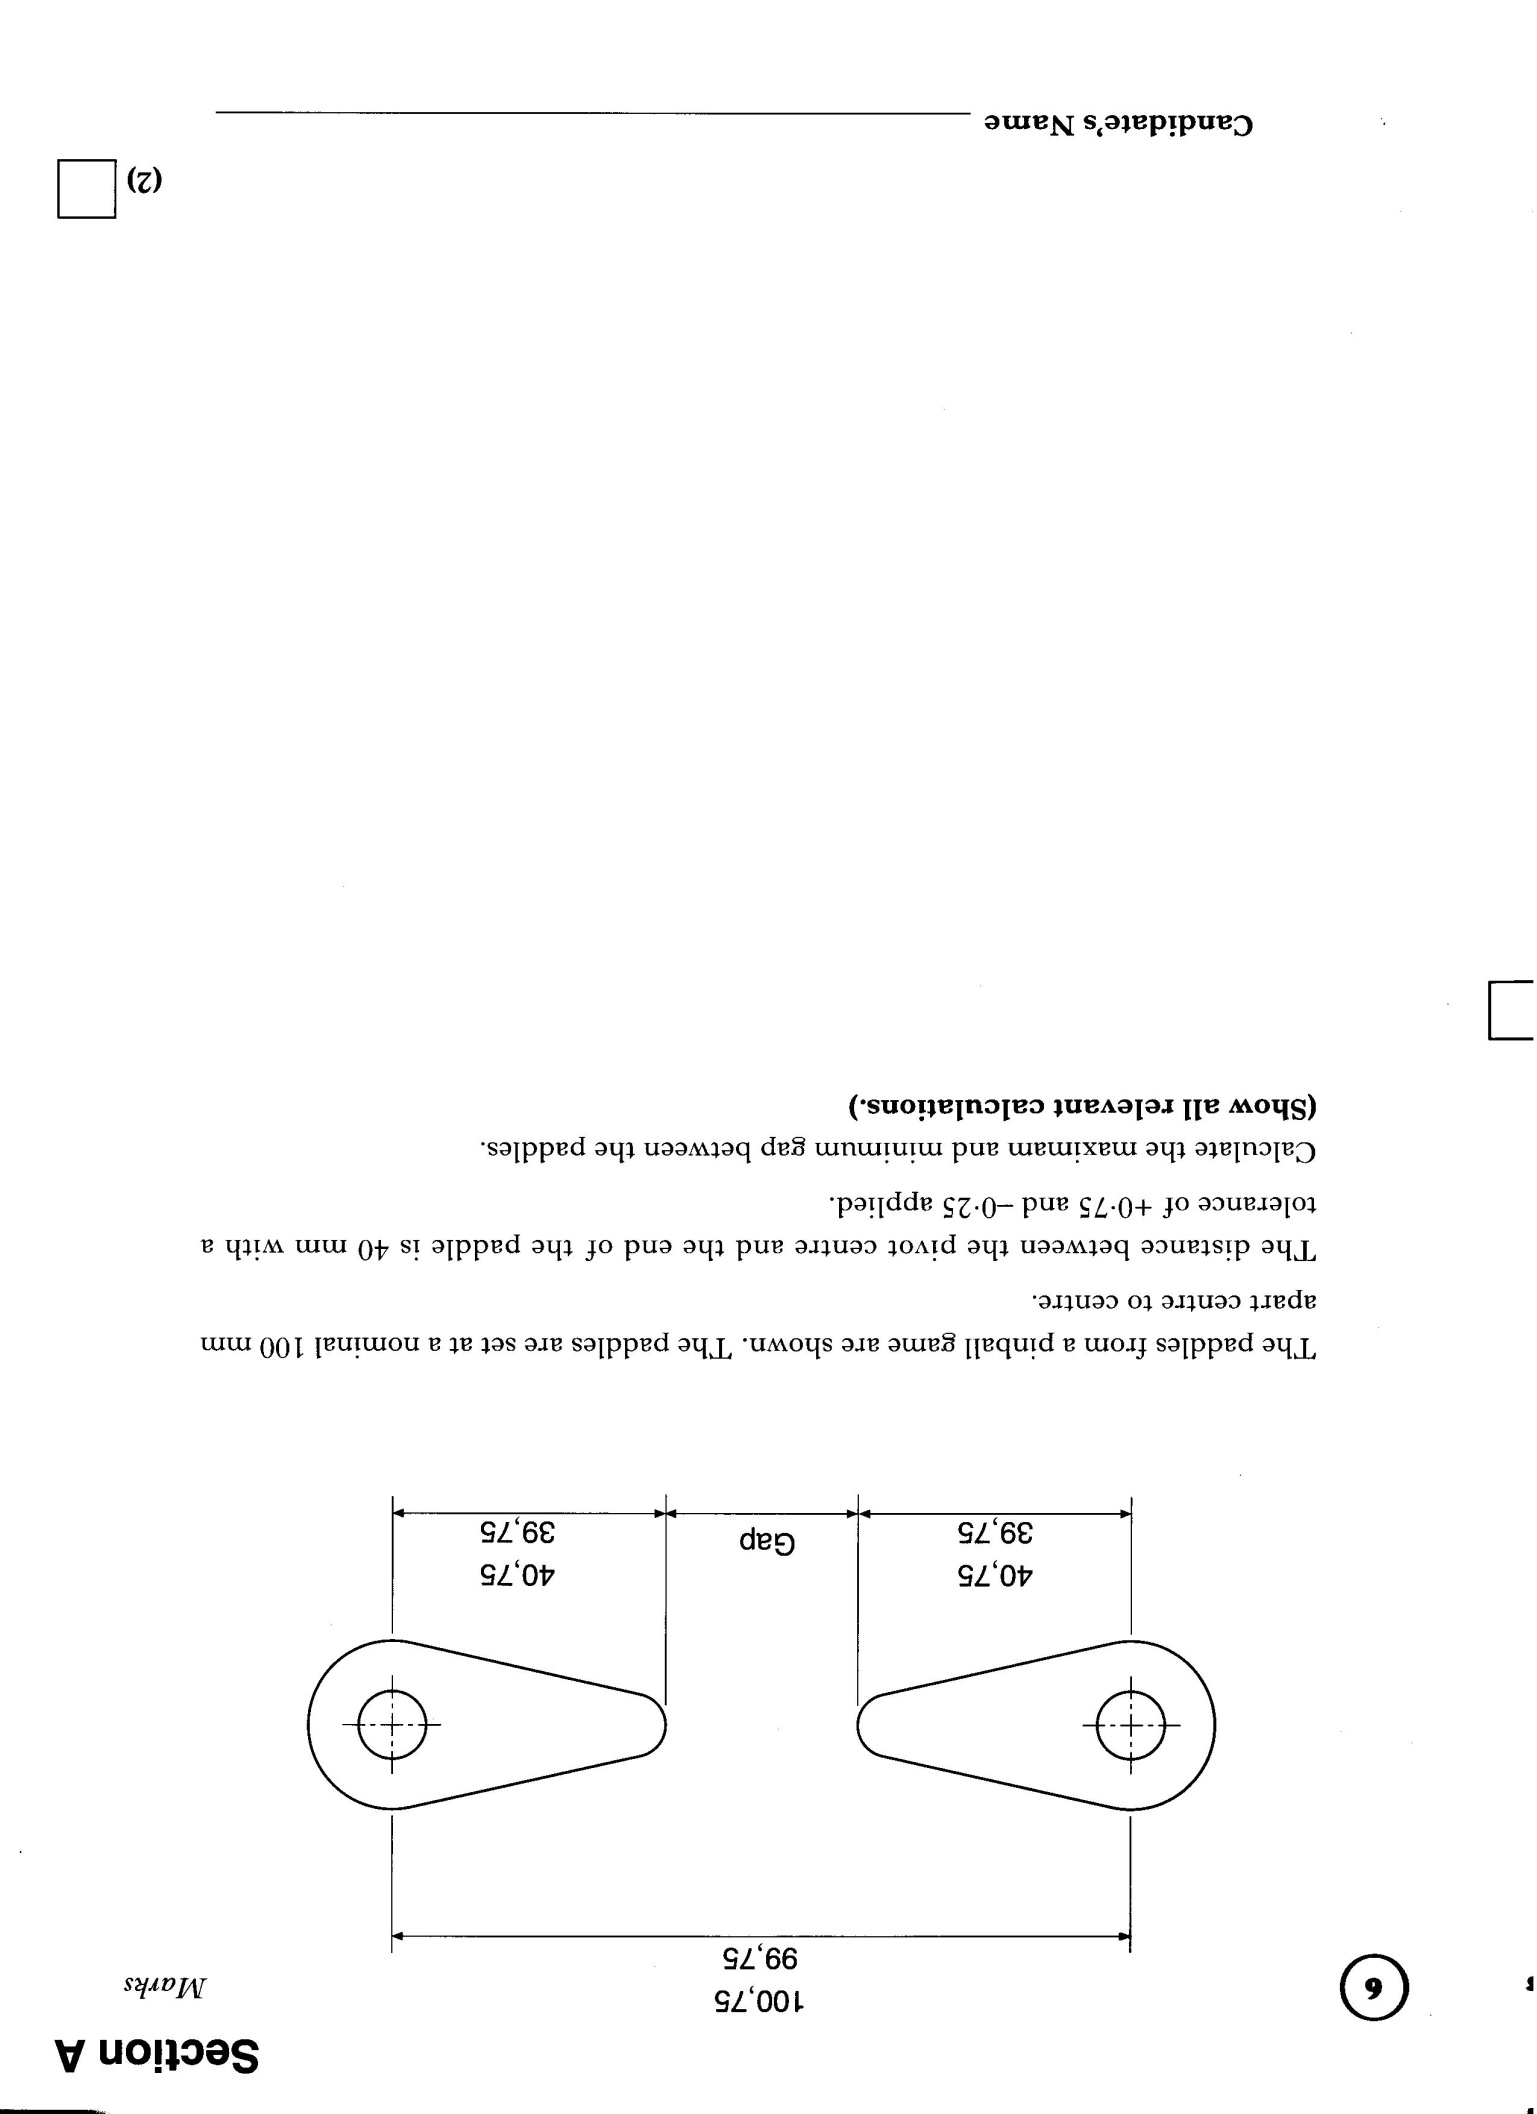 Section A
Marks
6
100,75
99,75
40,75
39,75
Gap
40,75
39,75
The paddles from a pinball game are shown. The paddles are set at a nominal 100 mm
apart centre to centre.
The distance between the pivot centre and the end of the paddle is 40 mm with a
tolerance of +0·75 and –0·25 applied.
Calculate the maximam and minimum gap between the paddles.
(Show all relevant calculations.)
(2)
Candidate's Name